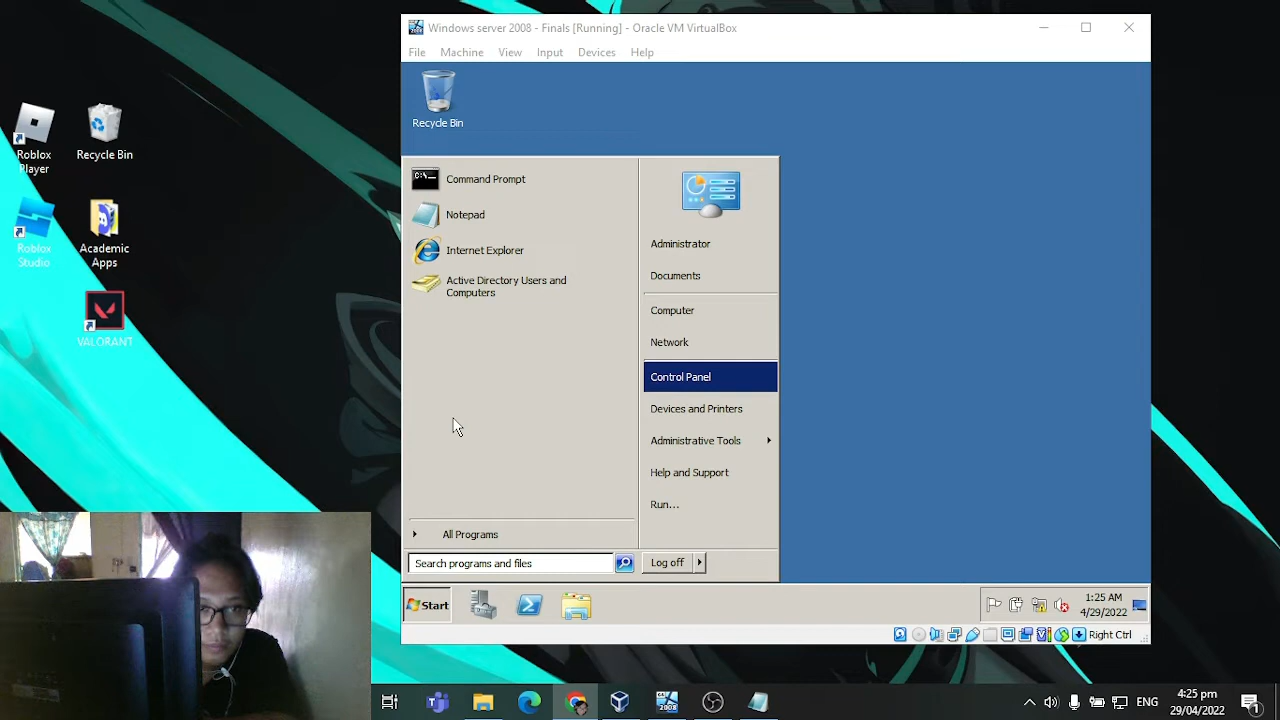 Windows server 2008 - Finals [Running] - Oracle VM VirtualBox
File Machine View Input Devices Help
Roblox
Player
Recycle Bin
Roblox
Studio
Academic
Apps
VALORANT
Recycle Bin
Command Prompt
Notepad
Internet Explorer
Active Directory Users and
Computers
All Programs
Search programs and files
Administrator
Documents
Computer
Network
Control Panel
Devices and Printers
Administrative Tools
Help and Support
Run...
Log off
Start
1:25 AM
4/29/2022
Right Ctrl
ENG
4:25 pm
29/04/2022